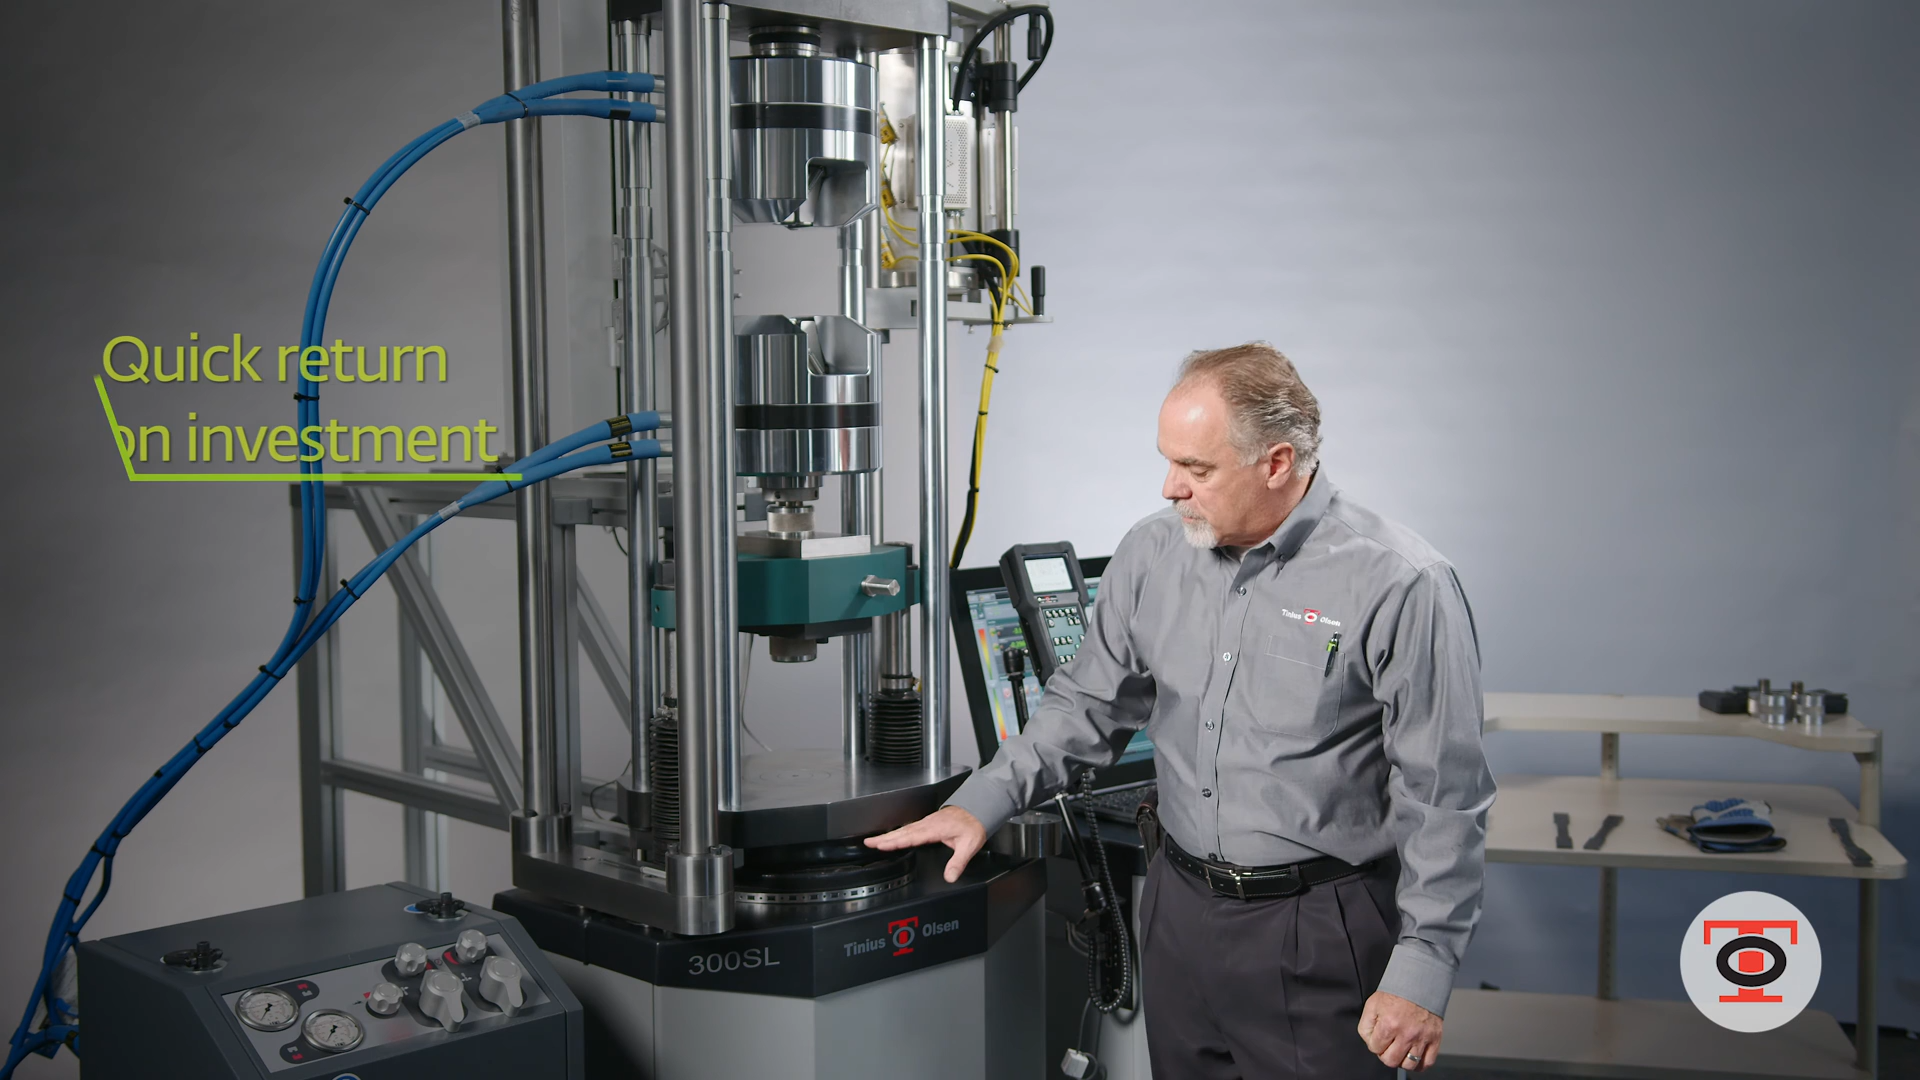 Quick return
on investment
Tinius Olsen
300SL
Tinius Olsen